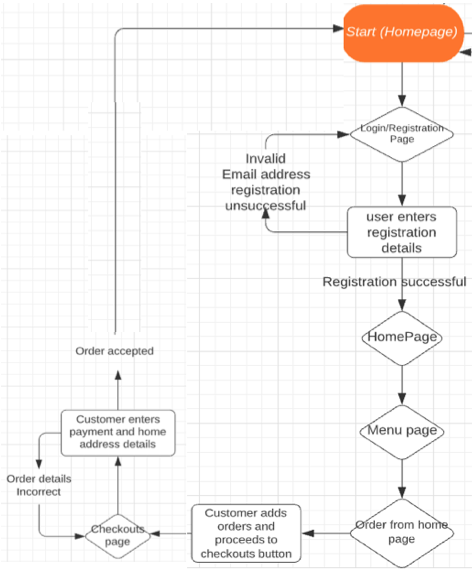 Start (Homepage)
Login/Registration
Page
Invalid
Email address
registration
unsuccessful
user enters
registration
details
Registration successful
HomePage
Order accepted
Customer enters
payment and home
address details
Menu page
Order details
Incorrect
Checkouts
page
Customer adds
orders and
proceeds to
checkouts button
Order from home
page